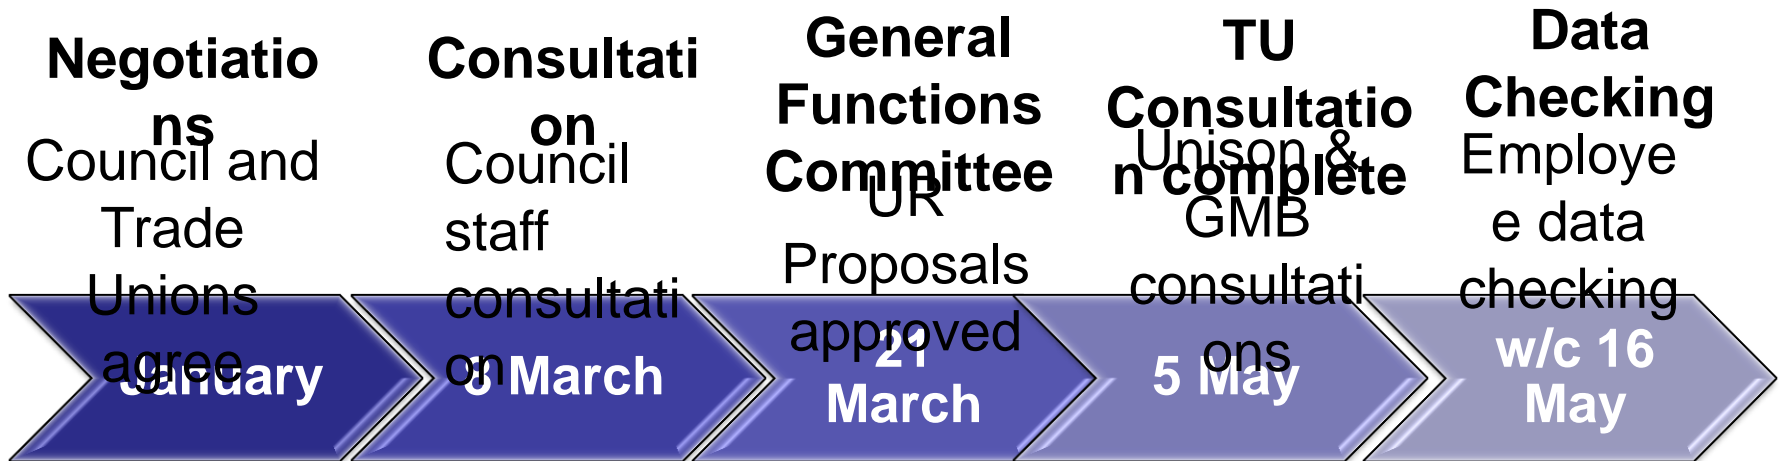 Negotiatio
ns
Council and
Trade
Unions
agree
January
Consultati
on
Council
staff
consultati
on
March
General
Functions
Committee
UR
Proposals
approved
21
March
TU
Consultatio
n complete
Unison &
GMB
consultati
ons
5 May
Data
Checking
Employe
e data
checking
w/c 16
May